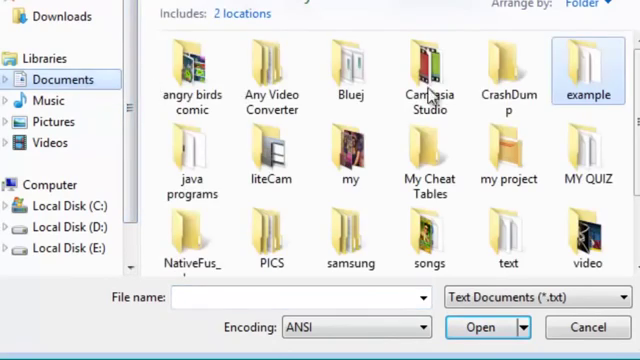 Arrange by: Folder
Includes: 2 locations
Downloads
Libraries
Documents
Music
Pictures
Videos
Computer
Local Disk (C:)
Local Disk (D:)
Local Disk (E:)
angry birds
comic
Any Video
Converter
Bluej
Camtasia
Studio
CrashDum
p
example
java
programs
liteCam
my
My Cheat
Tables
my project
MY QUIZ
NativeFus_
PICS
samsung
songs
text
video
File name:
Text Documents (*.txt)
Encoding:
ANSI
Open
Cancel